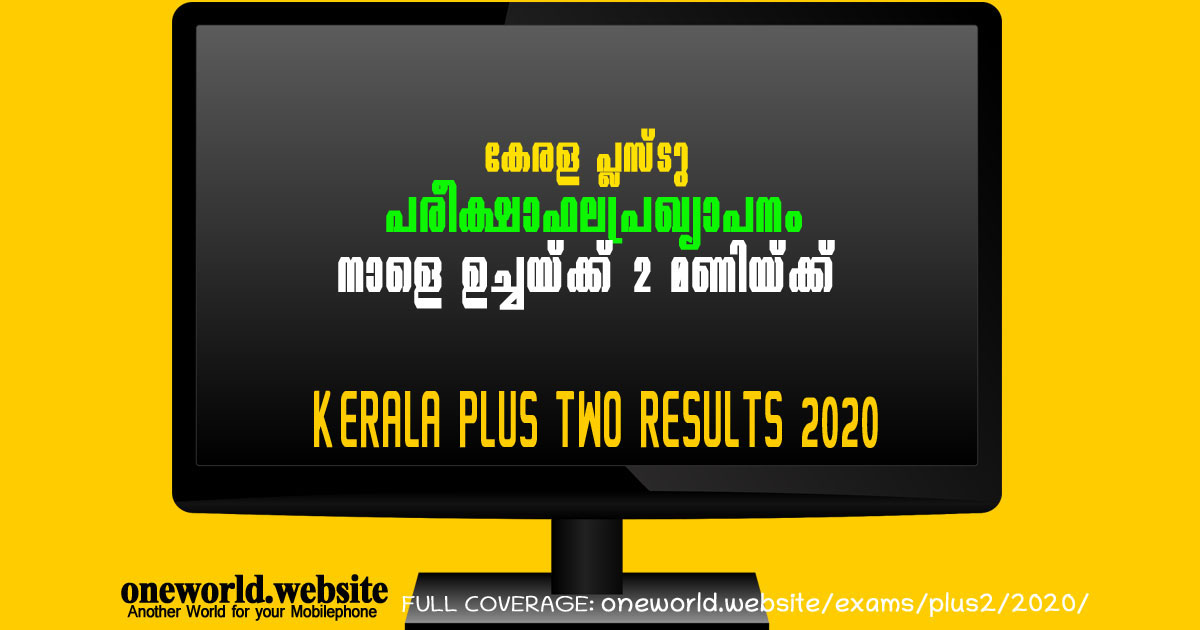 കേരള പ്ലസ്ടു
പരീക്ഷാഫലപ്രഖ്യാപനം
നാളെ ഉച്ചയ്ക്ക് 2 മണിയ്ക്ക്
KERALA PLUS TWO RESULTS 2020
oneworld.website
Another World for your Mobilephone
FULL COVERAGE: oneworld.website/exams/plus2/2020/